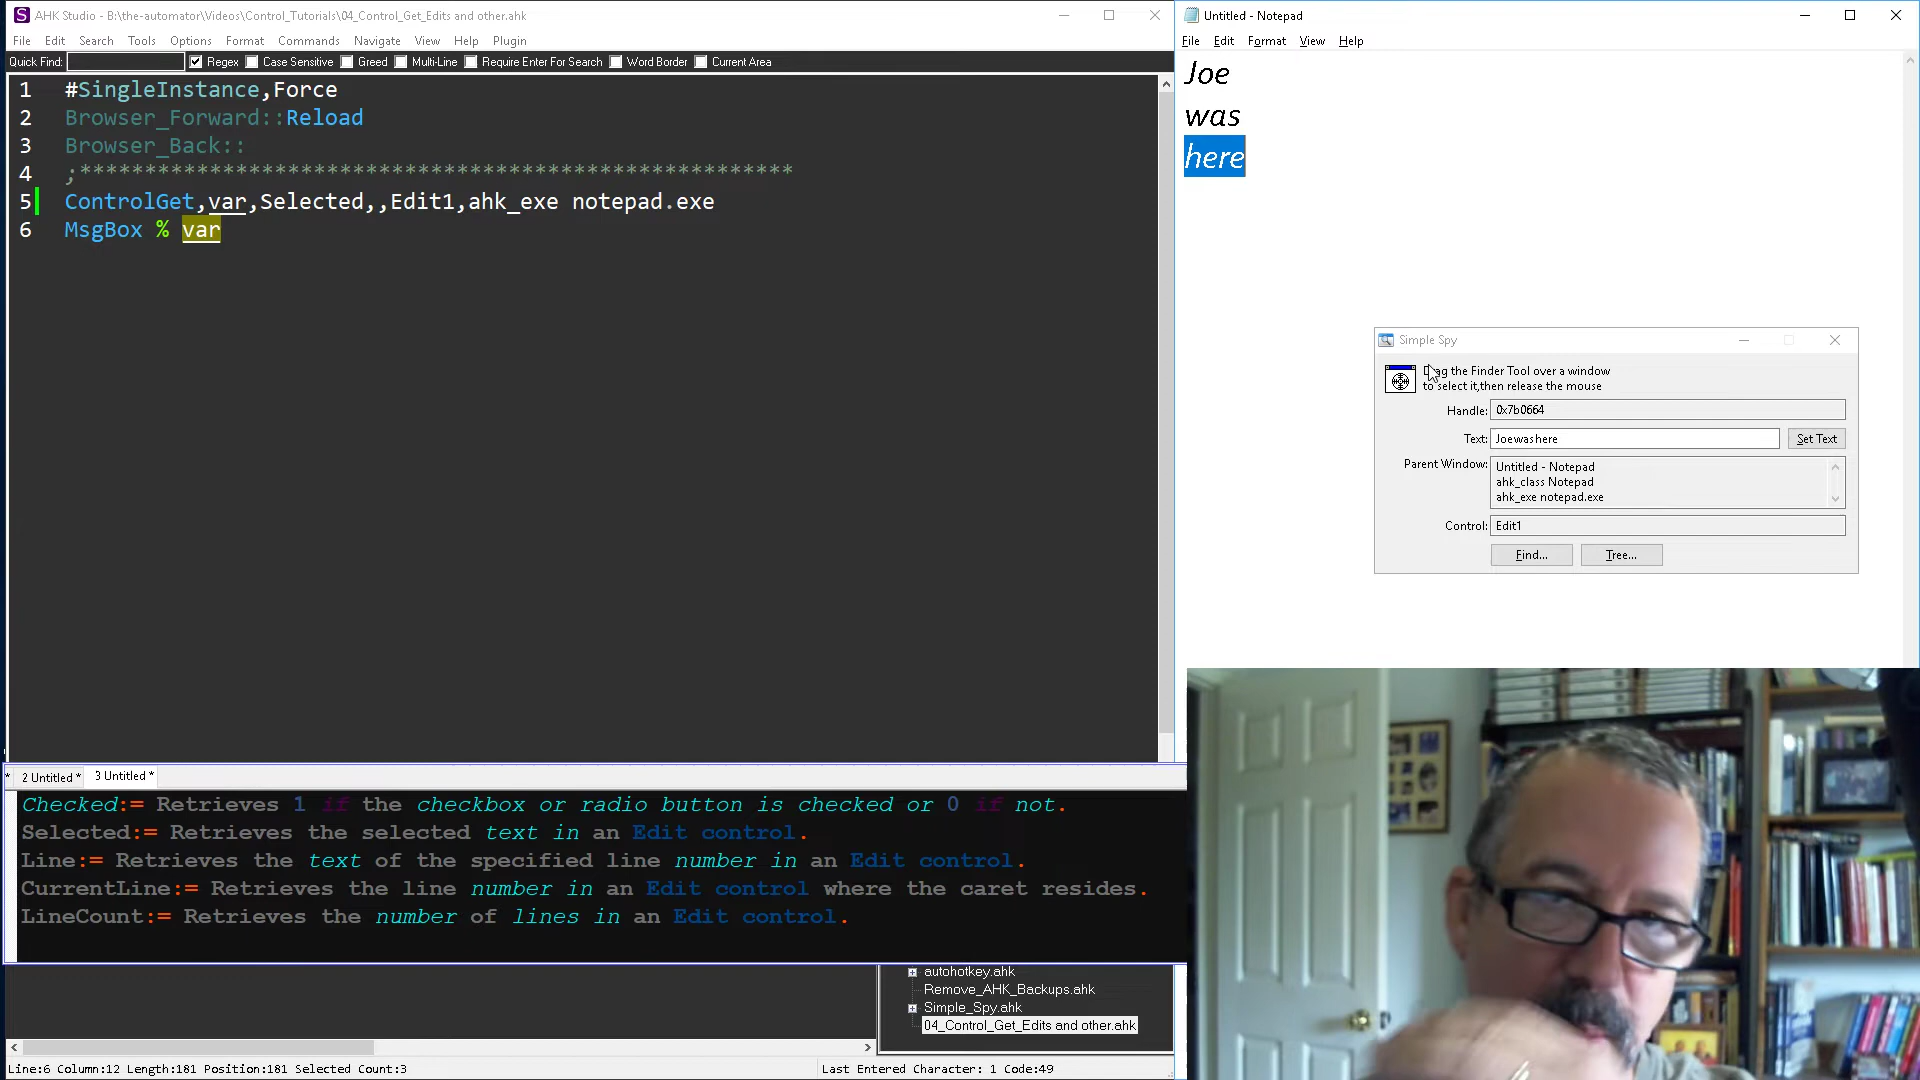 AHK Studio - B:\the-automator\Videos\Control_Tutorials\04_Control_Get_Edits and other.ahk
File Edit Search Tools Options Format Commands Navigate View Help Plugin
Quick Find: Regex Case Sensitive Greed Multi-Line Require Enter For Search Word Border Current Area
1 #SingleInstance,Force
2 Browser_Forward::Reload
3 Browser_Back::
4 ;*******************************************************
5 ControlGet,var,Selected,,Edit1,ahk_exe notepad.exe
6 MsgBox % var
* 2 Untitled * 3 Untitled *
Checked:= Retrieves 1 if the checkbox or radio button is checked or 0 if not.
Selected:= Retrieves the selected text in an Edit control.
Line:= Retrieves the text of the specified line number in an Edit control.
CurrentLine:= Retrieves the line number in an Edit control where the caret resides.
LineCount:= Retrieves the number of lines in an Edit control.
autohotkey.ahk
Remove_AHK_Backups.ahk
Simple_Spy.ahk
04_Control_Get_Edits and other.ahk
Line:6 Column:12 Length:181 Position:181 Selected Count:3
Last Entered Character: 1 Code:49
Untitled - Notepad
File Edit Format View Help
Joe
was
here
Simple Spy
Drag the Finder Tool over a window
to select it,then release the mouse
Handle: 0x7b0664
Text: Joewashere Set Text
Parent Window: Untitled - Notepad
ahk_class Notepad
ahk_exe notepad.exe
Control: Edit1
Find... Tree...